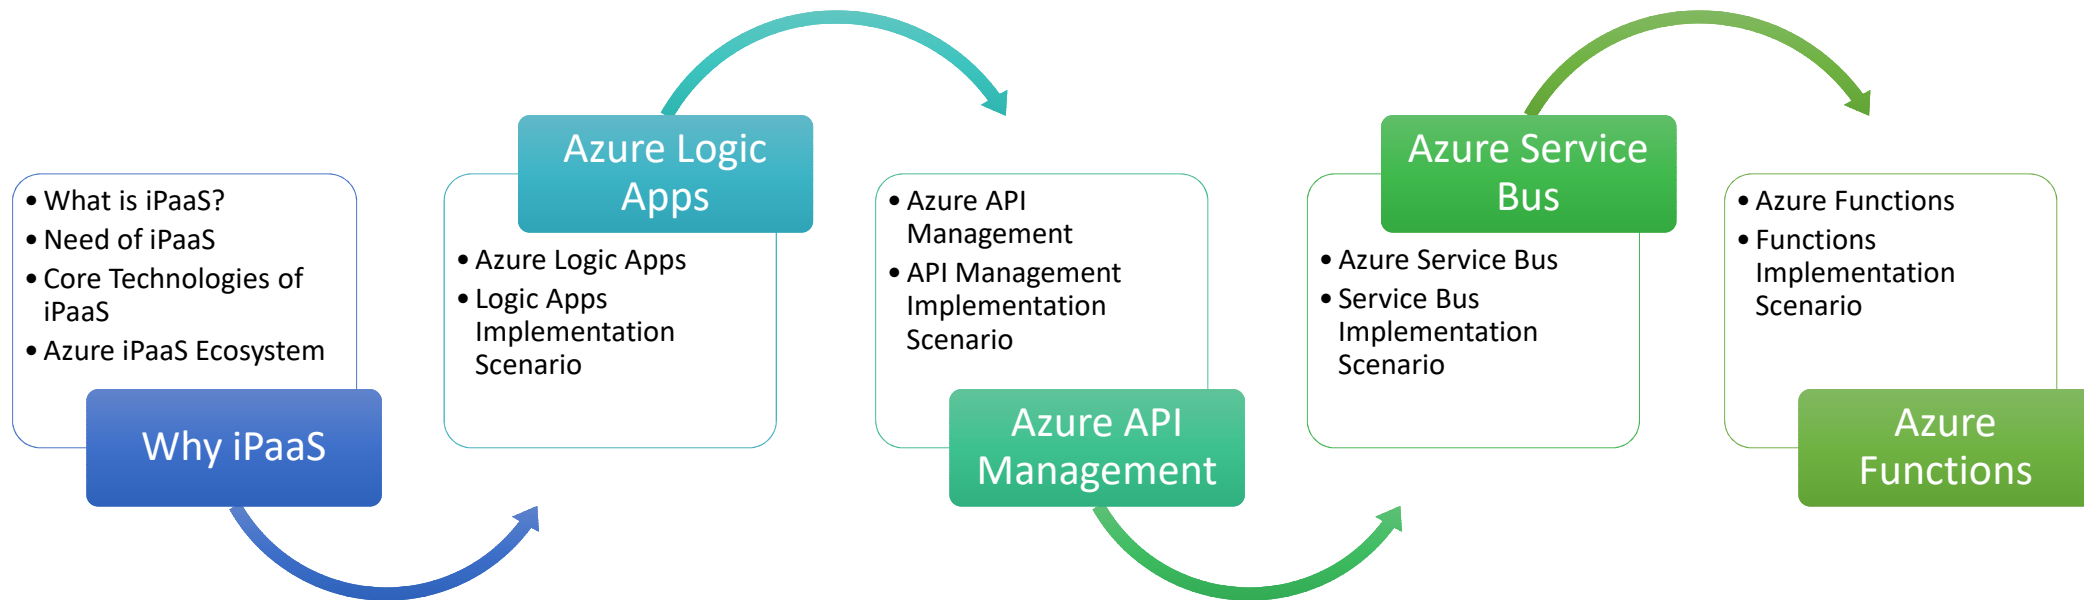 • What is iPaaS?
• Need of iPaaS
• Core Technologies of
iPaaS
• Azure iPaaS Ecosystem
Why iPaaS
Azure Logic
Apps
• Azure Logic Apps
• Logic Apps
Implementation
Scenario
• Azure API
Management
• API Management
Implementation
Scenario
Azure API
Management
Azure Service
Bus
• Azure Service Bus
• Service Bus
Implementation
Scenario
• Azure Functions
• Functions
Implementation
Scenario
Azure
Functions